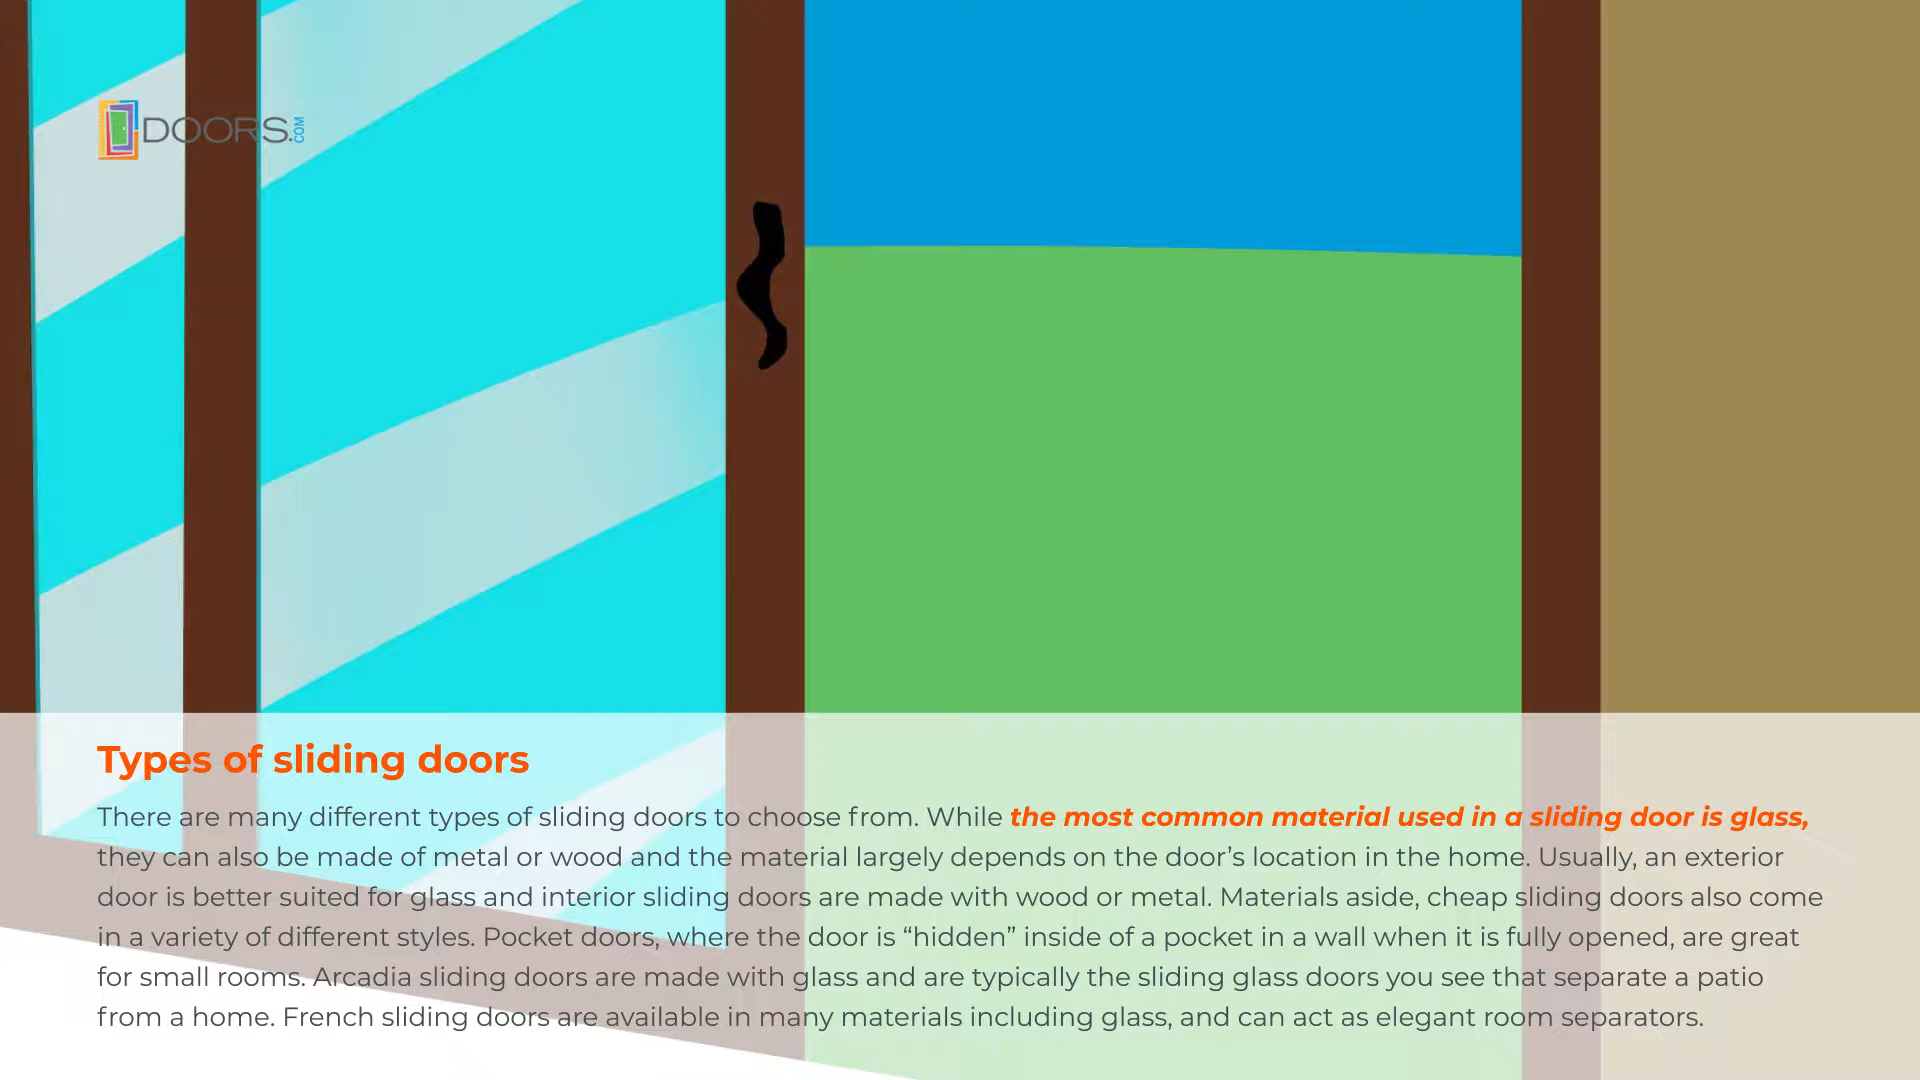 DOORS.COM
Types of sliding doors
There are many different types of sliding doors to choose from. While the most common material used in a sliding door is glass,
they can also be made of metal or wood and the material largely depends on the door’s location in the home. Usually, an exterior
door is better suited for glass and interior sliding doors are made with wood or metal. Materials aside, cheap sliding doors also come
in a variety of different styles. Pocket doors, where the door is “hidden” inside of a pocket in a wall when it is fully opened, are great
for small rooms. Arcadia sliding doors are made with glass and are typically the sliding glass doors you see that separate a patio
from a home. French sliding doors are available in many materials including glass, and can act as elegant room separators.